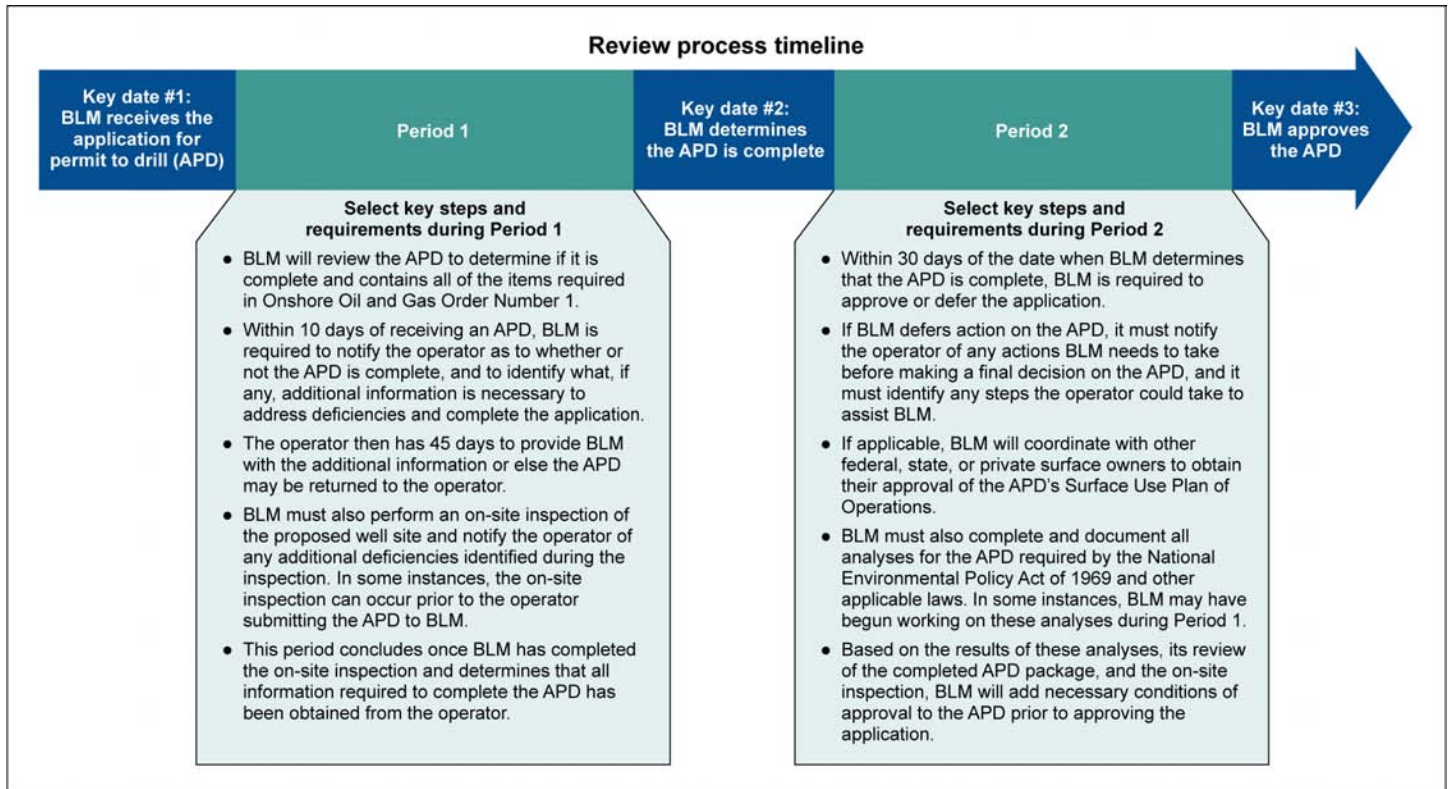 Review process timeline
Key date #1:
BLM receives the
application for
permit to drill (APD)
Period 1
Key date #2:
BLM determines
the APD is complete
Period 2
Key date #3:
BLM approves
the APD
Select key steps and
requirements during Period 1
● BLM will review the APD to determine if it is
complete and contains all of the items required
in Onshore Oil and Gas Order Number 1.
● Within 10 days of receiving an APD, BLM is
required to notify the operator as to whether or
not the APD is complete, and to identify what, if
any, additional information is necessary to
address deficiencies and complete the application.
● The operator then has 45 days to provide BLM
with the additional information or else the APD
may be returned to the operator.
● BLM must also perform an on-site inspection of
the proposed well site and notify the operator of
any additional deficiencies identified during the
inspection. In some instances, the on-site
inspection can occur prior to the operator
submitting the APD to BLM.
● This period concludes once BLM has completed
the on-site inspection and determines that all
information required to complete the APD has
been obtained from the operator.
Select key steps and
requirements during Period 2
● Within 30 days of the date when BLM determines
that the APD is complete, BLM is required to
approve or defer the application.
● If BLM defers action on the APD, it must notify
the operator of any actions BLM needs to take
before making a final decision on the APD, and it
must identify any steps the operator could take to
assist BLM.
● If applicable, BLM will coordinate with other
federal, state, or private surface owners to obtain
their approval of the APD's Surface Use Plan of
Operations.
● BLM must also complete and document all
analyses for the APD required by the National
Environmental Policy Act of 1969 and other
applicable laws. In some instances, BLM may have
begun working on these analyses during Period 1.
● Based on the results of these analyses, its review
of the completed APD package, and the on-site
inspection, BLM will add necessary conditions of
approval to the APD prior to approving the
application.